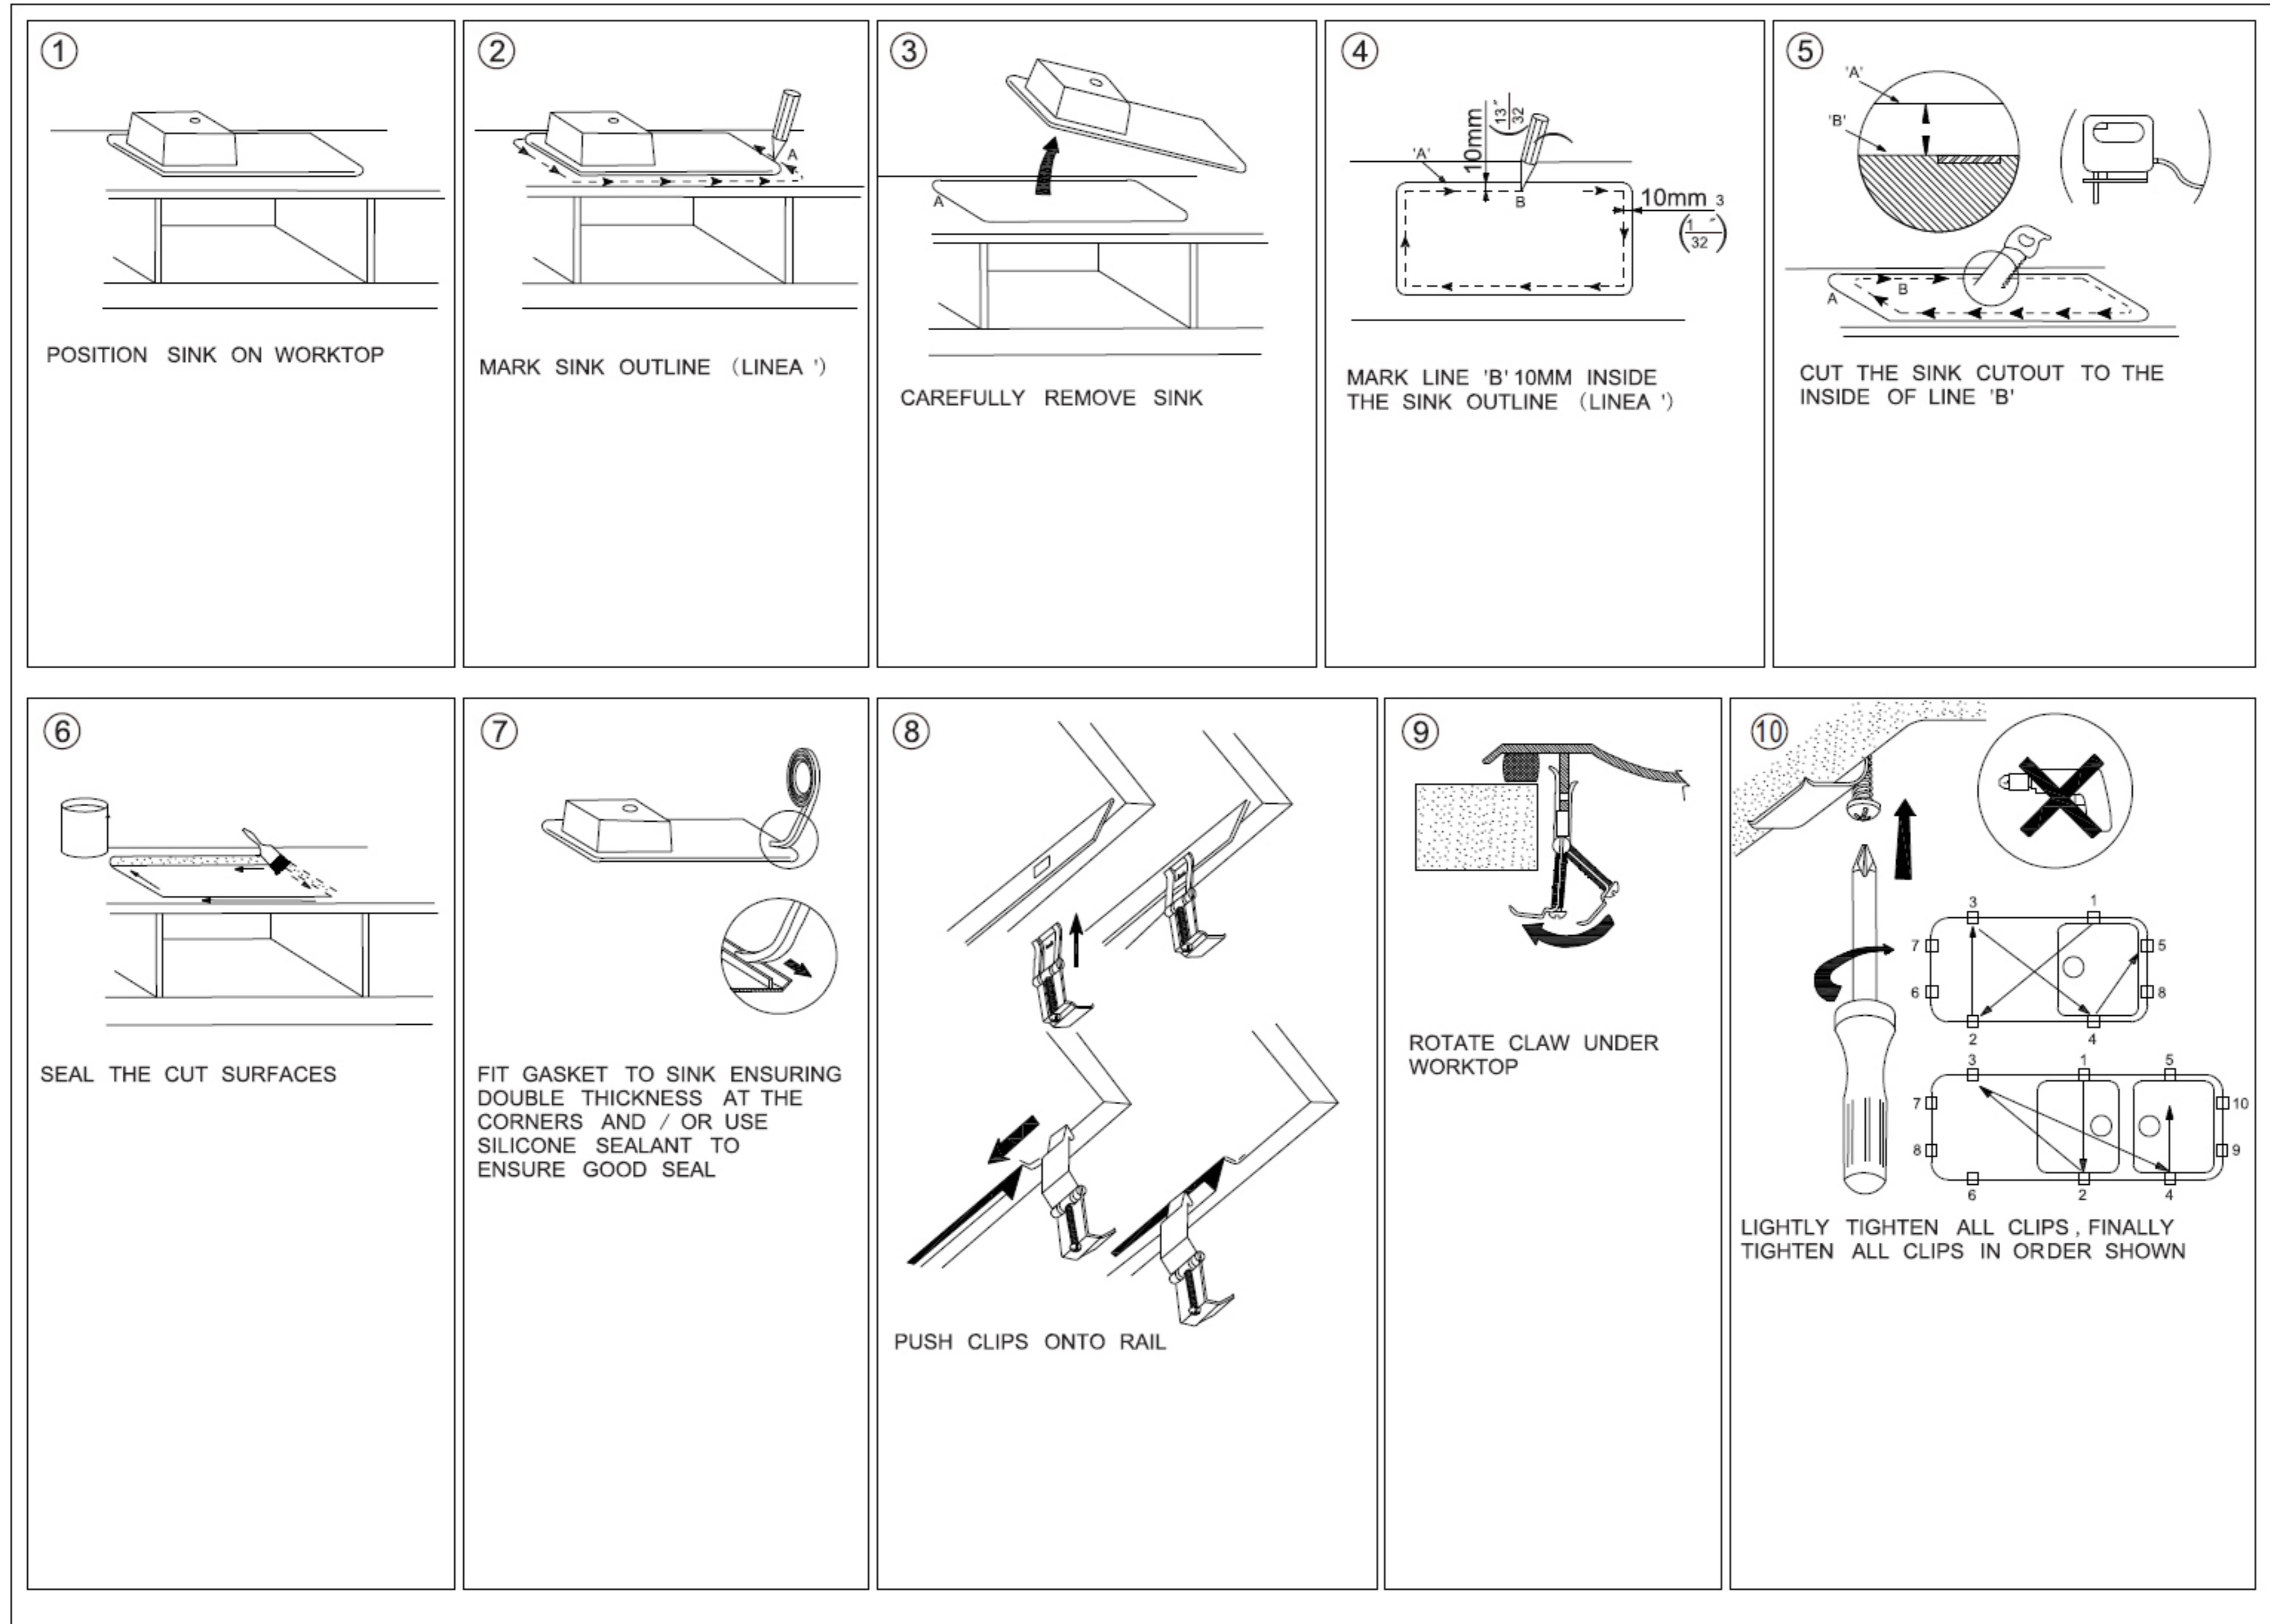 ①
POSITION SINK ON WORKTOP
②
A
MARK SINK OUTLINE (LINEA ')
③
A
CAREFULLY REMOVE SINK
④
'A'
10mm
(13″
32)
B
10mm 3
(1″
32)
MARK LINE 'B' 10MM INSIDE
THE SINK OUTLINE (LINEA ')
⑤
'A'
'B'
A
B
CUT THE SINK CUTOUT TO THE
INSIDE OF LINE 'B'
⑥
SEAL THE CUT SURFACES
⑦
FIT GASKET TO SINK ENSURING
DOUBLE THICKNESS AT THE
CORNERS AND / OR USE
SILICONE SEALANT TO
ENSURE GOOD SEAL
⑧
PUSH CLIPS ONTO RAIL
⑨
ROTATE CLAW UNDER
WORKTOP
⑩
3 1
7 5
6 8
2 4
3 1 5
7 10
8 9
6 2 4
LIGHTLY TIGHTEN ALL CLIPS , FINALLY
TIGHTEN ALL CLIPS IN ORDER SHOWN